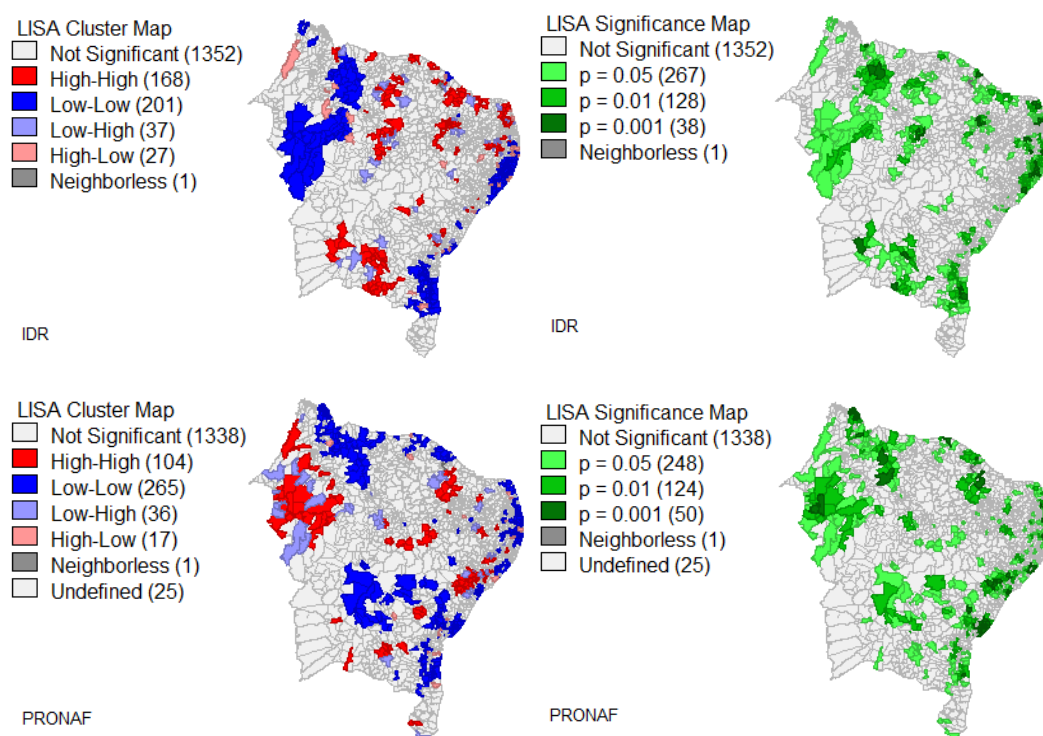 LISA Cluster Map
Not Significant (1352)
High-High (168)
Low-Low (201)
Low-High (37)
High-Low (27)
Neighborless (1)
IDR
LISA Significance Map
Not Significant (1352)
p = 0.05 (267)
p = 0.01 (128)
p = 0.001 (38)
Neighborless (1)
IDR
LISA Cluster Map
Not Significant (1338)
High-High (104)
Low-Low (265)
Low-High (36)
High-Low (17)
Neighborless (1)
Undefined (25)
PRONAF
LISA Significance Map
Not Significant (1338)
p = 0.05 (248)
p = 0.01 (124)
p = 0.001 (50)
Neighborless (1)
Undefined (25)
PRONAF